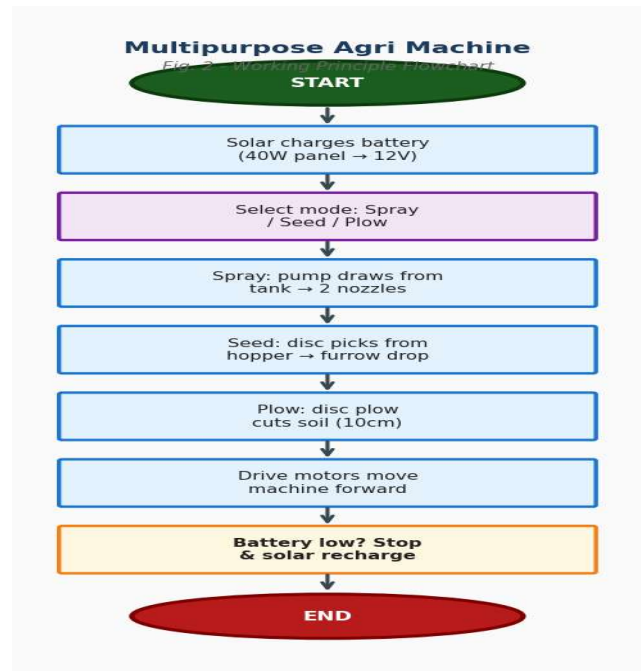 Multipurpose Agri Machine
Fig. 2 - Working Principle Flowchart
START
Solar charges battery
(40W panel → 12V)
Select mode: Spray
/ Seed / Plow
Spray: pump draws from
tank → 2 nozzles
Seed: disc picks from
hopper → furrow drop
Plow: disc plow
cuts soil (10cm)
Drive motors move
machine forward
Battery low? Stop
& solar recharge
END